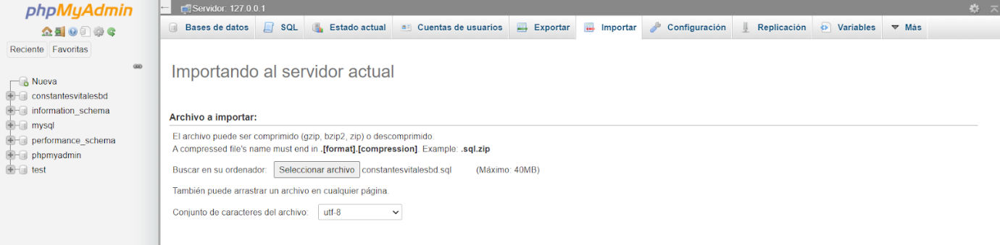 phpMyAdmin
Reciente Favoritas
Nueva
constantesvitalesbd
information_schema
mysql
performance_schema
phpmyadmin
test
Servidor: 127.0.0.1
Bases de datos SQL Estado actual Cuentas de usuarios Exportar Importar Configuración Replicación Variables Más
Importando al servidor actual
Archivo a importar:
El archivo puede ser comprimido (gzip, bzip2, zip) o descomprimido.
A compressed file's name must end in .[format].[compression]. Example: .sql.zip
Buscar en su ordenador: Seleccionar archivo constantesvitalesbd.sql (Máximo: 40MB)
También puede arrastrar un archivo en cualquier página.
Conjunto de caracteres del archivo: utf-8